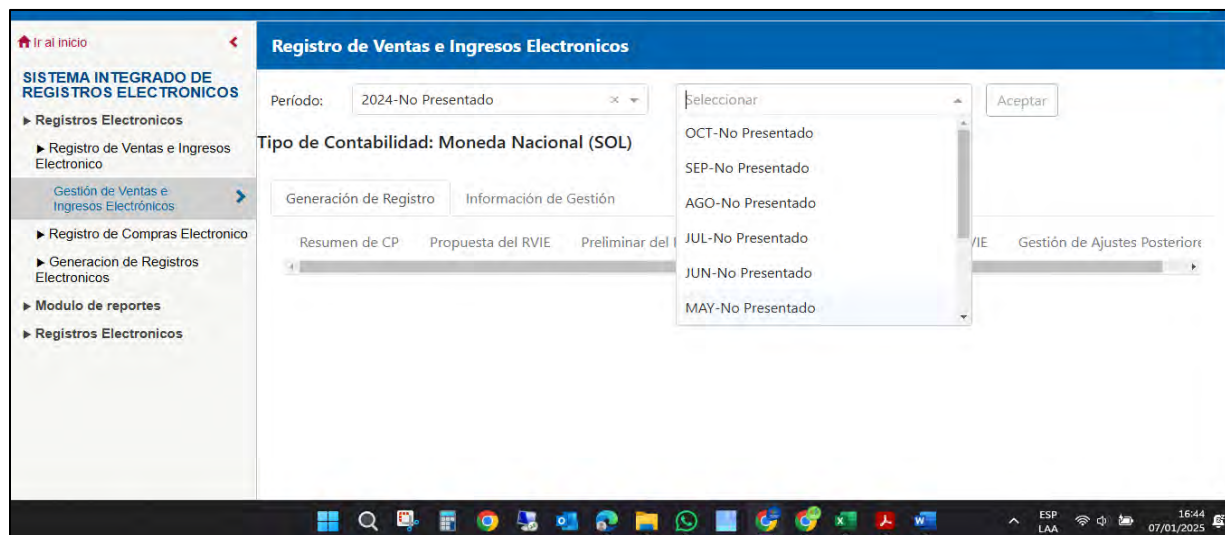 Ir al inicio
Registro de Ventas e Ingresos Electronicos
SISTEMA INTEGRADO DE
REGISTROS ELECTRONICOS
Registros Electronicos
Registro de Ventas e Ingresos
Electronico
Gestión de Ventas e
Ingresos Electrónicos
Registro de Compras Electronico
Generacion de Registros
Electronicos
Modulo de reportes
Registros Electronicos
Período:
2024-No Presentado
Seleccionar
Aceptar
OCT-No Presentado
SEP-No Presentado
AGO-No Presentado
JUL-No Presentado
JUN-No Presentado
MAY-No Presentado
Tipo de Contabilidad: Moneda Nacional (SOL)
Generación de Registro
Información de Gestión
Resumen de CP
Propuesta del RVIE
Preliminar del
VIE
Gestión de Ajustes Posteriore
ESP
LAA
16:44
07/01/2025